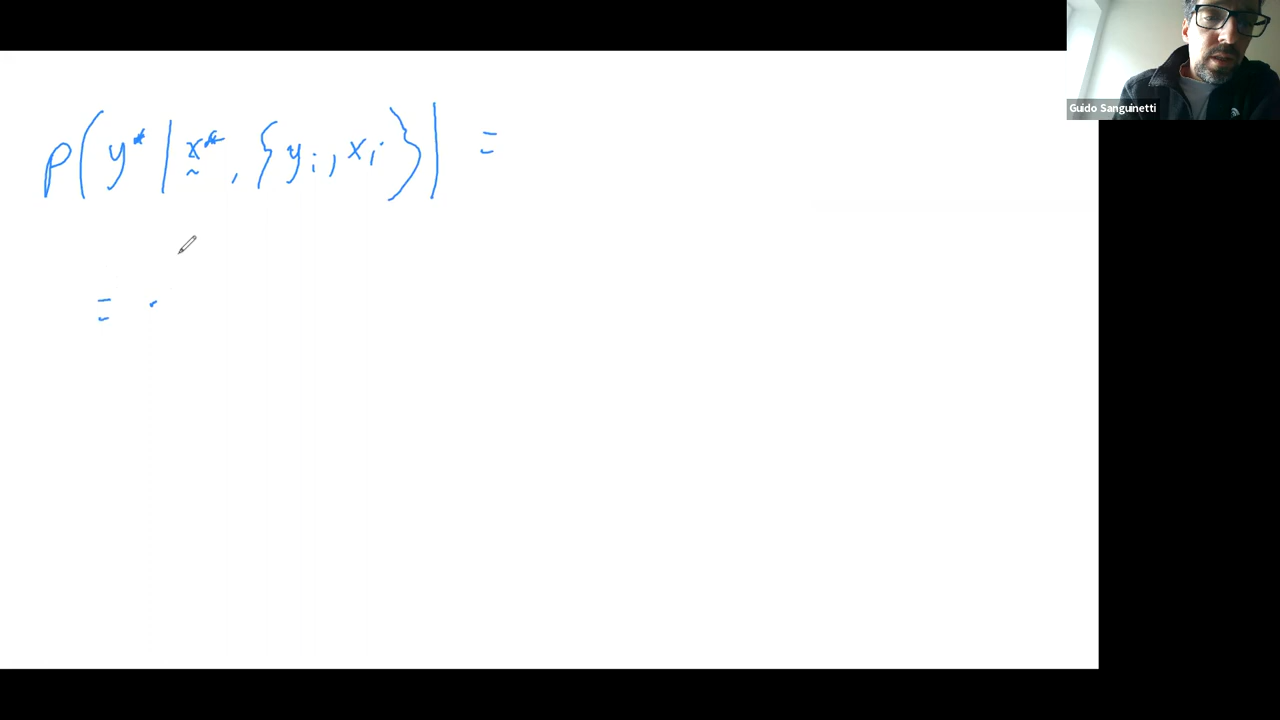 Guido Sanguinetti
p(y* | x*, {yᵢ, xᵢ}) =
=